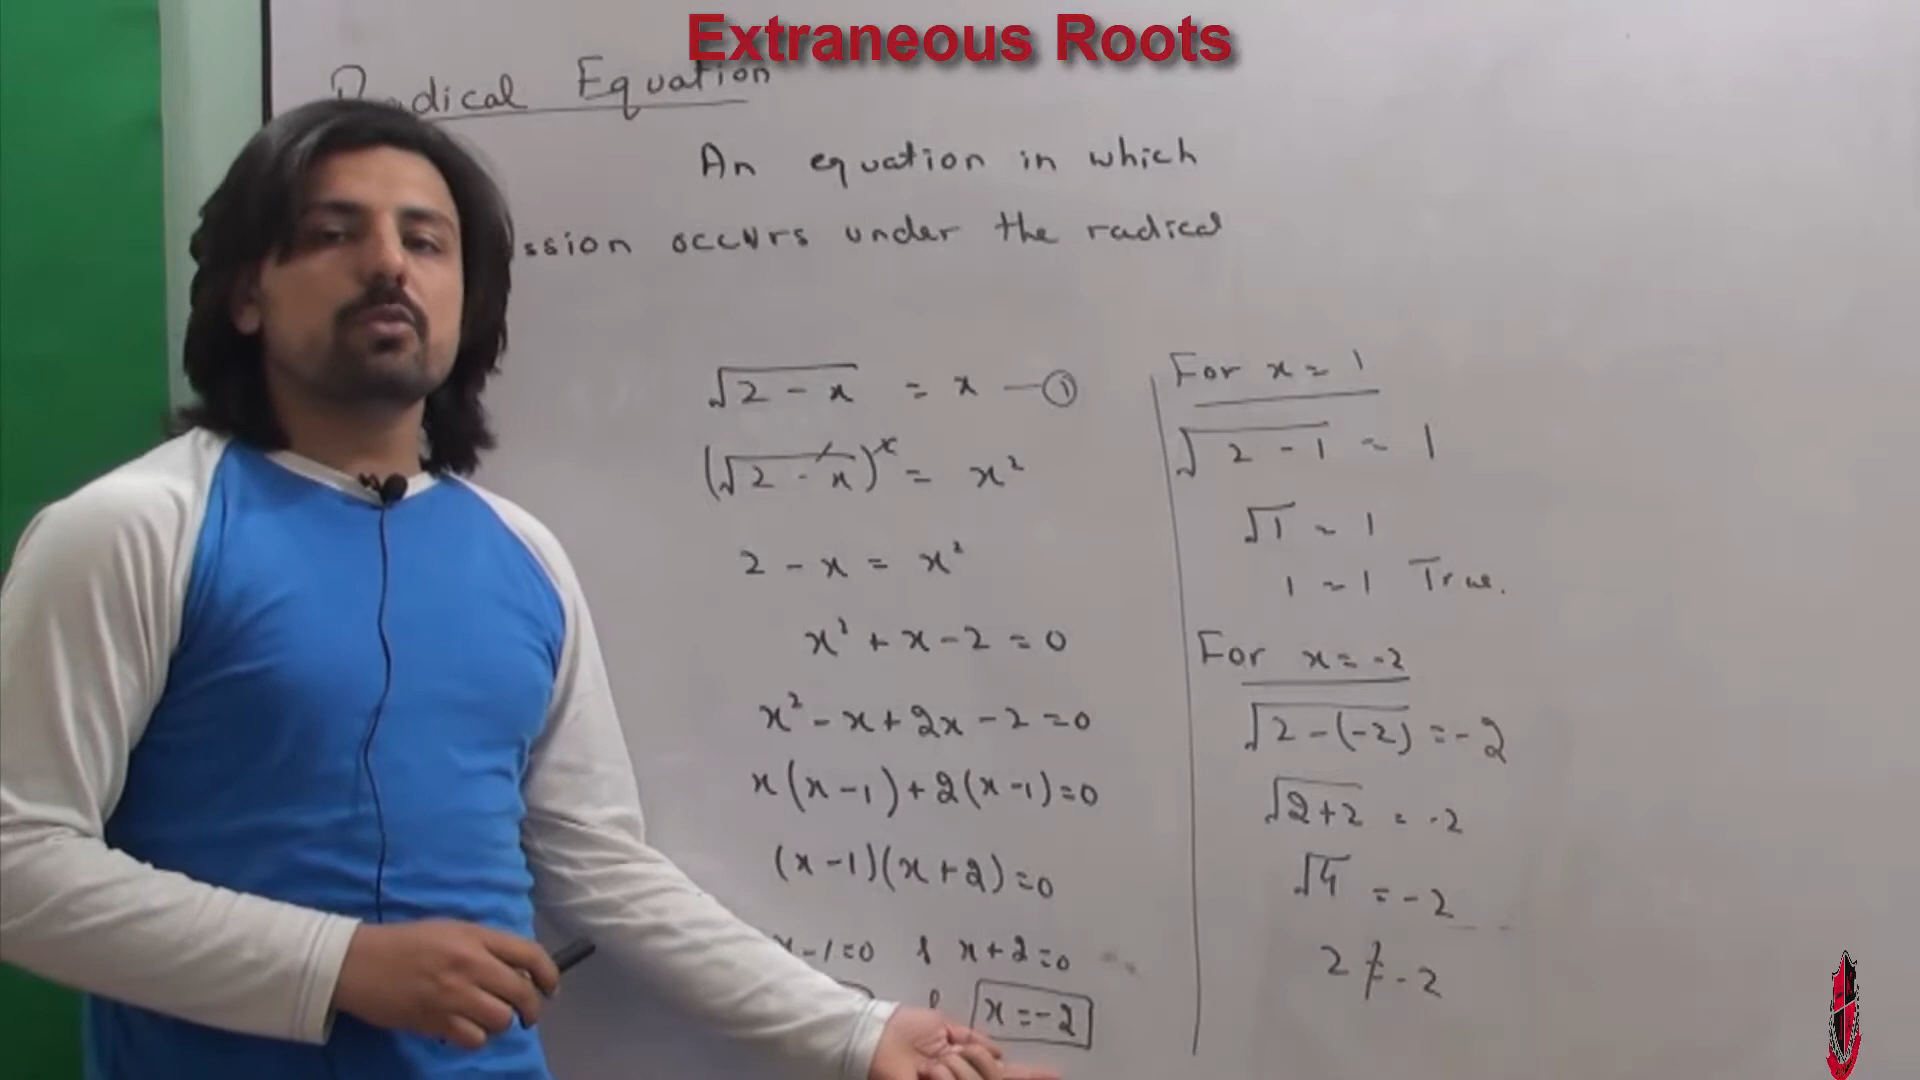 Extraneous Roots
Radical Equation
An equation in which
ssion occurs under the radical
√2 - x = x — ①
(√2 - x)² = x²
2 - x = x²
x² + x - 2 = 0
x² - x + 2x - 2 = 0
x(x - 1) + 2(x - 1) = 0
(x - 1)(x + 2) = 0
x - 1 = 0 & x + 2 = 0
x = -2
For x = 1
√2 - 1 = 1
√1 = 1
1 = 1 True.
For x = -2
√2 - (-2) = -2
√2 + 2 = -2
√4 = -2
2 ≠ -2